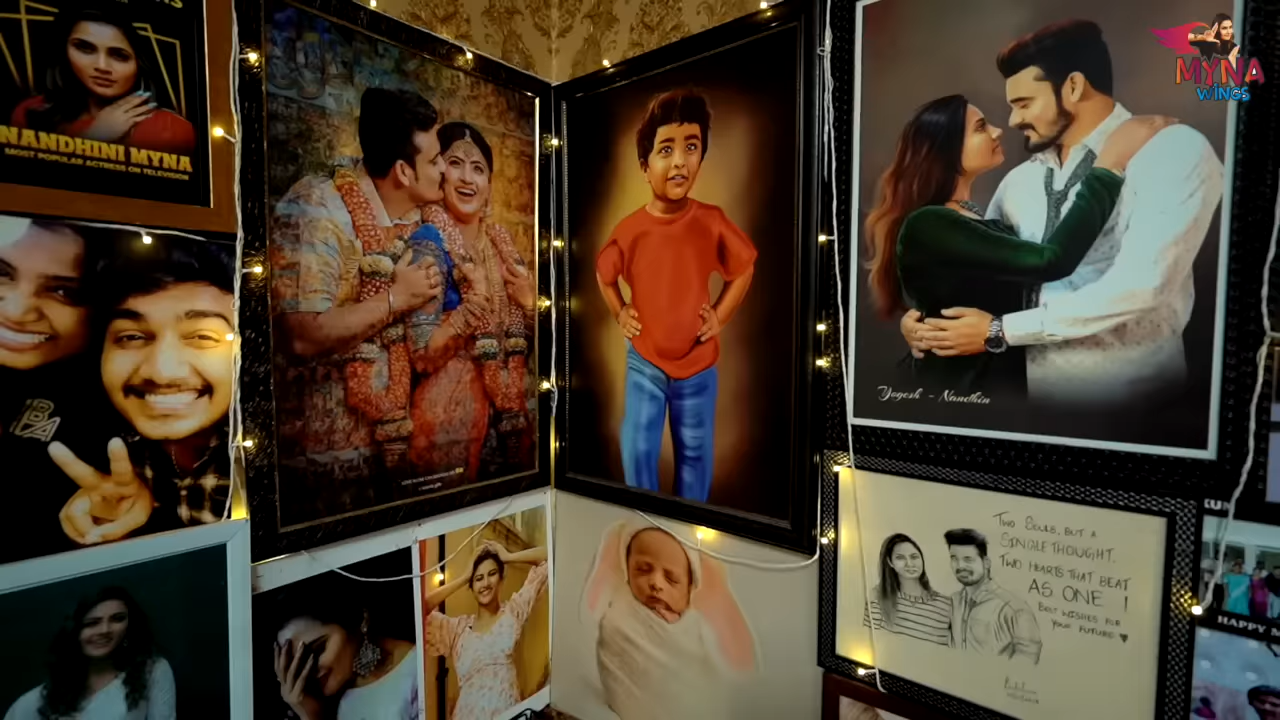 NANDHINI MYNA
MOST POPULAR ACTRESS ON TELEVISION
MYNA
WINGS
Yogesh - Nandhin
TWO SOULS, BUT A
SINGLE THOUGHT.
TWO HEARTS THAT BEAT
AS ONE !
BEST WISHES FOR
YOUR FUTURE ♥
HAPPY